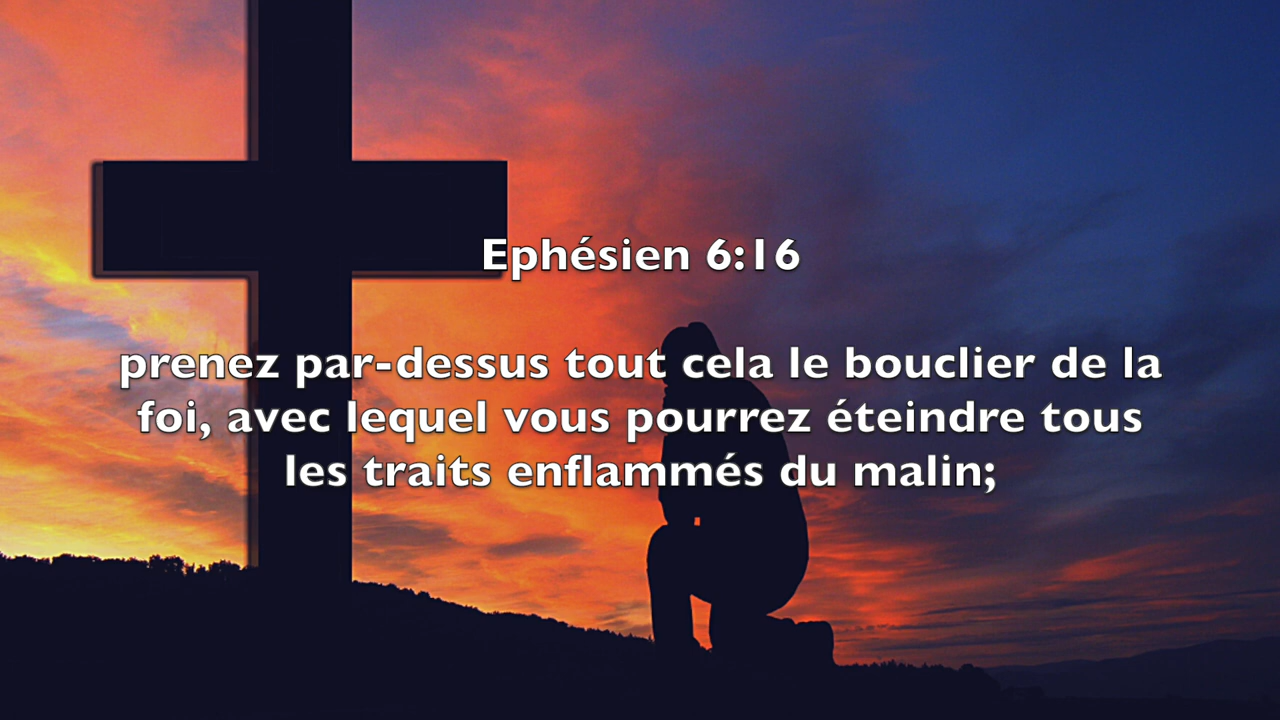 Ephésien 6:16
prenez par-dessus tout cela le bouclier de la
foi, avec lequel vous pourrez éteindre tous
les traits enflammés du malin;